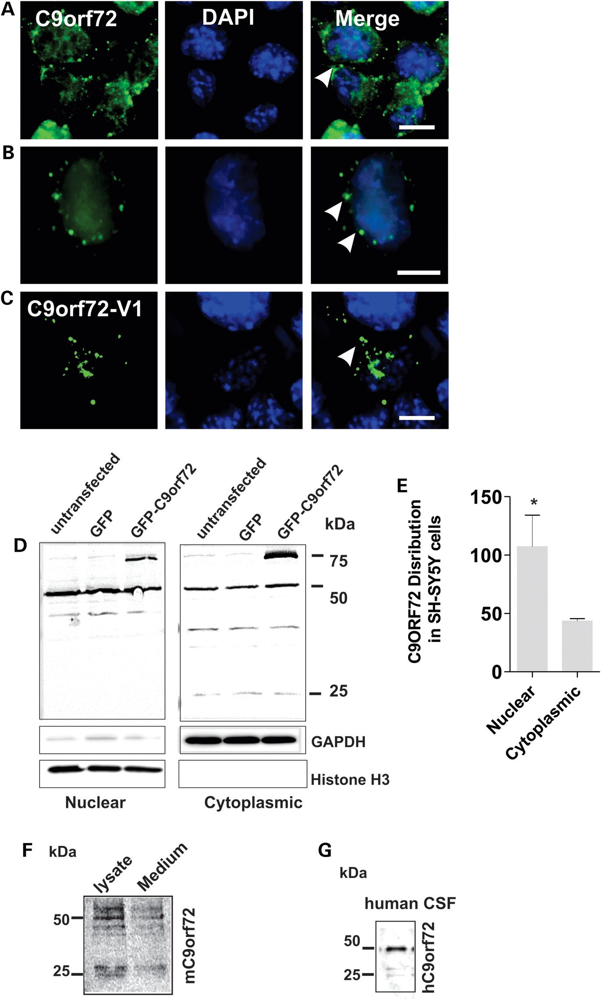 A
C9orf72
DAPI
Merge
B
C
C9orf72-V1
D
untransfected
GFP
GFP-C9orf72
untransfected
GFP
GFP-C9orf72
kDa
75
50
25
GAPDH
Histone H3
Nuclear
Cytoplasmic
E
C9ORF72 Disribution
in SH-SY5Y cells
150
100
50
0
*
Nuclear
Cytoplasmic
F
kDa
lysate
Medium
50
25
mC9orf72
G
kDa
human CSF
50
25
hC9orf72